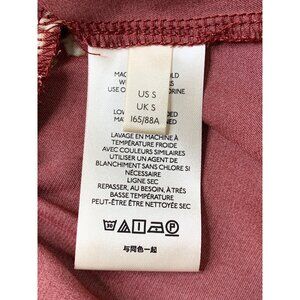 US S
UK S
165/88A
LAVAGE EN MACHINE À
TEMPÉRATURE FROIDE
AVEC COULEURS SIMILAIRES
UTILISER UN AGENT DE
BLANCHIMENT SANS CHLORE SI
NÉCESSAIRE
LIGNE SEC
REPASSER, AU BESOIN, À TRÈS
BASSE TEMPÉRATURE
PEUT-ÊTRE ÊTRE NETTOYÉE SEC
与同色一起